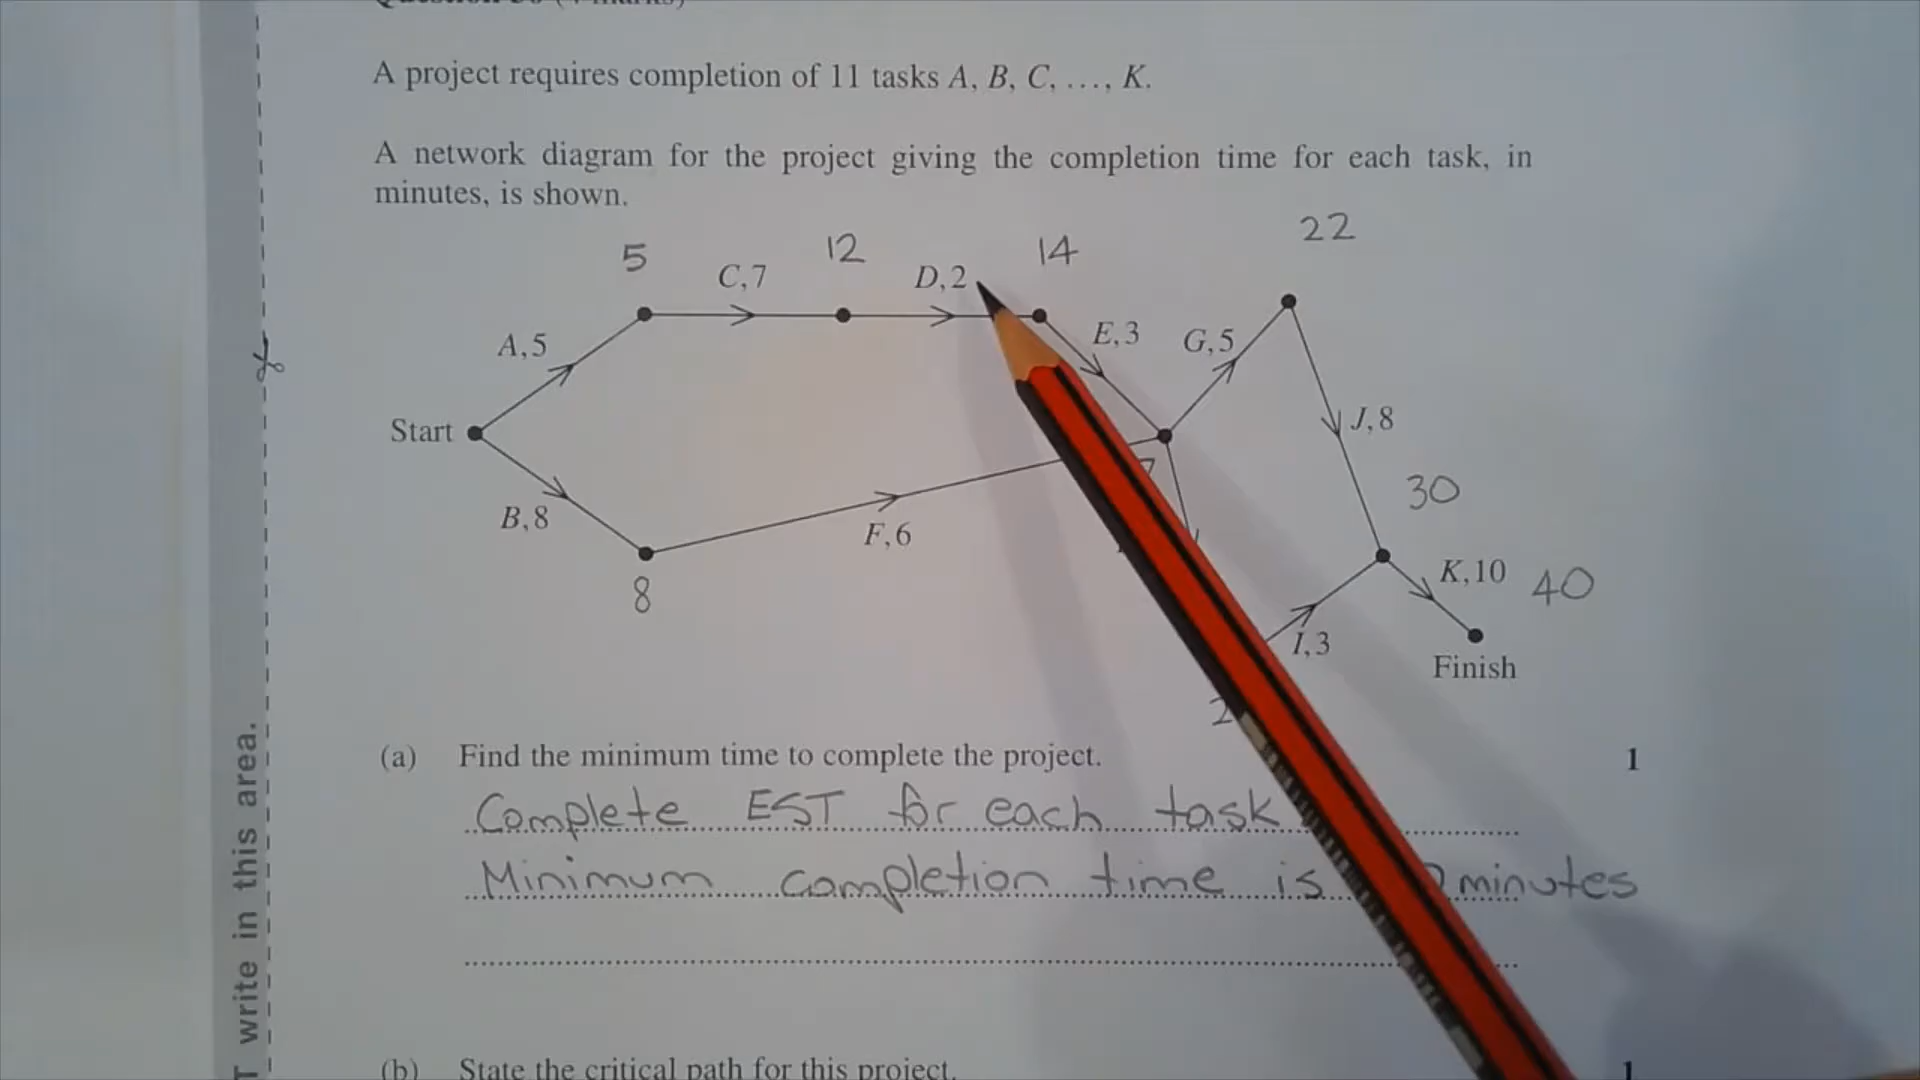 A project requires completion of 11 tasks A, B, C, …, K.
A network diagram for the project giving the completion time for each task, in
minutes, is shown.
22
5
12
14
C,7
D,2
E,3
G,5
A,5
J,8
Start
30
B,8
F,6
K,10
40
8
I,3
Finish
(a) Find the minimum time to complete the project. 1
Complete EST for each task
Minimum completion time is minutes
T write in this area.
(b) State the critical path for this project. 1